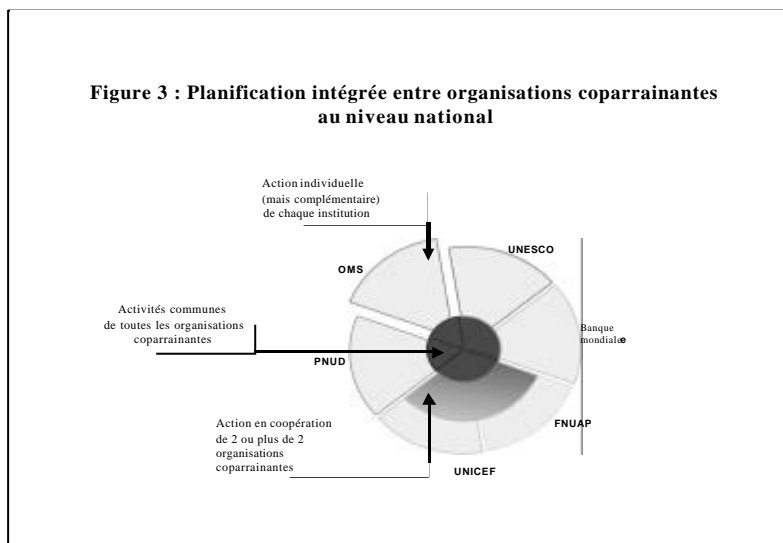 Figure 3 : Planification intégrée entre organisations coparrainantes
au niveau national
Action individuelle
(mais complémentaire)
de chaque institution
UNESCO
OMS
Activités communes
de toutes les organisations
coparrainantes
Banque
mondiale
PNUD
Action en coopération
de 2 ou plus de 2
organisations
coparrainantes
FNUAP
UNICEF